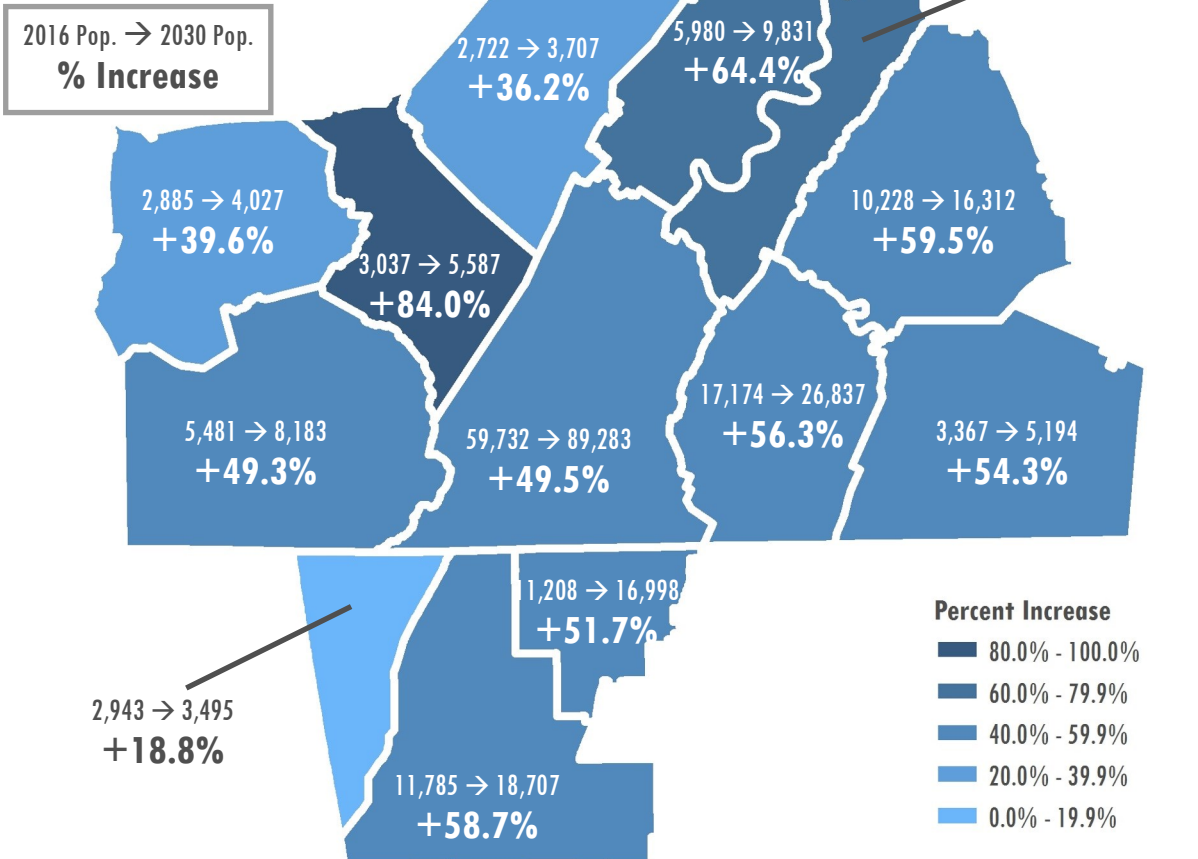 2016 Pop. → 2030 Pop.
% Increase
2,722 → 3,707
+36.2%
5,980 → 9,831
+64.4%
2,885 → 4,027
+39.6%
10,228 → 16,312
+59.5%
3,037 → 5,587
+84.0%
17,174 → 26,837
+56.3%
5,481 → 8,183
+49.3%
59,732 → 89,283
+49.5%
3,367 → 5,194
+54.3%
11,208 → 16,998
+51.7%
2,943 → 3,495
+18.8%
11,785 → 18,707
+58.7%
Percent Increase
80.0% - 100.0%
60.0% - 79.9%
40.0% - 59.9%
20.0% - 39.9%
0.0% - 19.9%